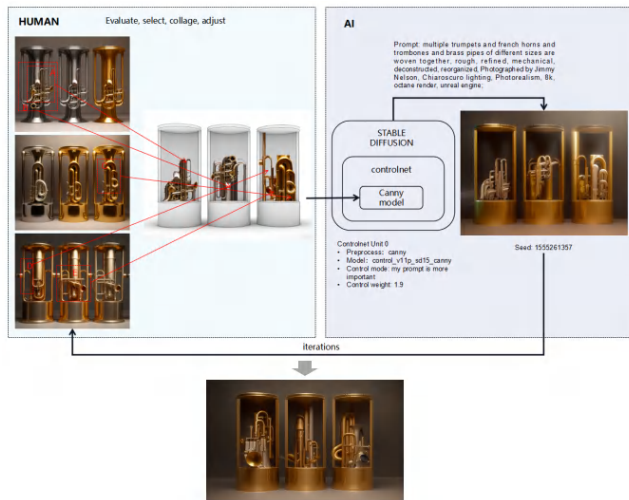 HUMAN
Evaluate, select, collage, adjust
AI
Prompt: multiple trumpets and french horns and
trombones and brass pipes of different sizes are
woven together, rough, refined, mechanical,
deconstructed, reorganized, Photographed by Jimmy
Nelson, Chiaroscuro lighting, Photorealism, 8k,
octane render, unreal engine;
STABLE
DIFFUSION
controlnet
Canny
model
Controlnet Unit 0
• Preprocess: canny
• Model: control_v11p_sd15_canny
• Control mode: my prompt is more
important
• Control weight: 1.9
Seed: 1555261357
iterations